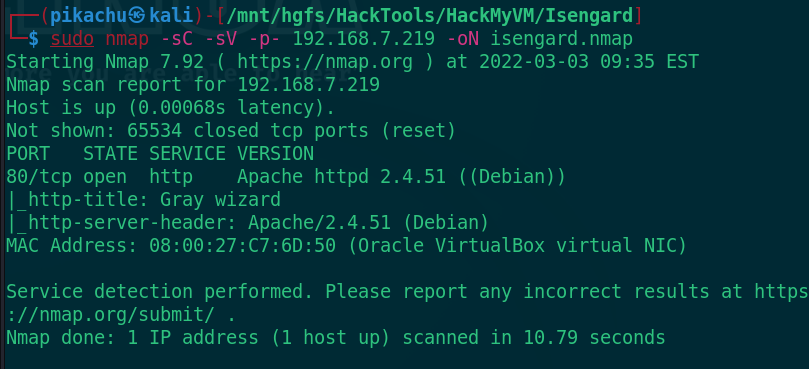 ┌──(pikachu㉿kali)-[/mnt/hgfs/HackTools/HackMyVM/Isengard]
└─$ sudo nmap -sC -sV -p- 192.168.7.219 -oN isengard.nmap
Starting Nmap 7.92 ( https://nmap.org ) at 2022-03-03 09:35 EST
Nmap scan report for 192.168.7.219
Host is up (0.00068s latency).
Not shown: 65534 closed tcp ports (reset)
PORT   STATE SERVICE VERSION
80/tcp open  http    Apache httpd 2.4.51 ((Debian))
|_http-title: Gray wizard
|_http-server-header: Apache/2.4.51 (Debian)
MAC Address: 08:00:27:C7:6D:50 (Oracle VirtualBox virtual NIC)

Service detection performed. Please report any incorrect results at https
://nmap.org/submit/ .
Nmap done: 1 IP address (1 host up) scanned in 10.79 seconds